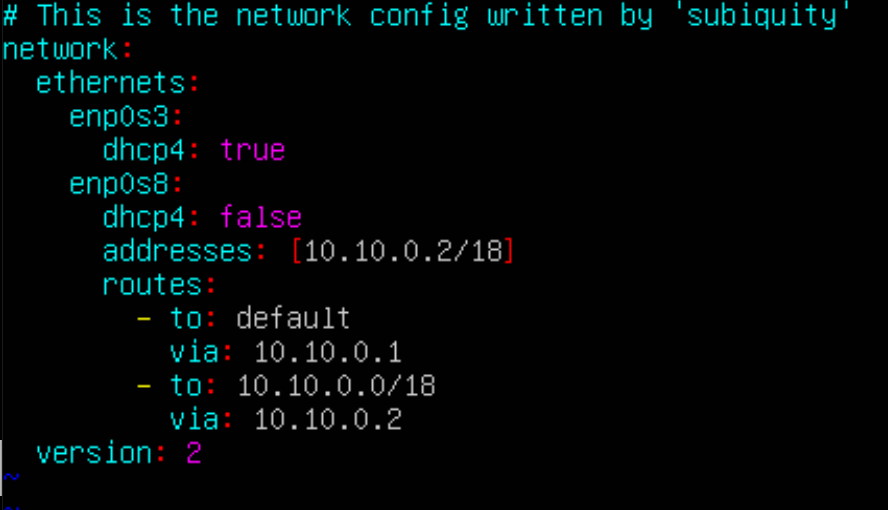 # This is the network config written by 'subiquity'
network:
  ethernets:
    enp0s3:
      dhcp4: true
    enp0s8:
      dhcp4: false
      addresses: [10.10.0.2/18]
      routes:
        - to: default
          via: 10.10.0.1
        - to: 10.10.0.0/18
          via: 10.10.0.2
  version: 2
~
~